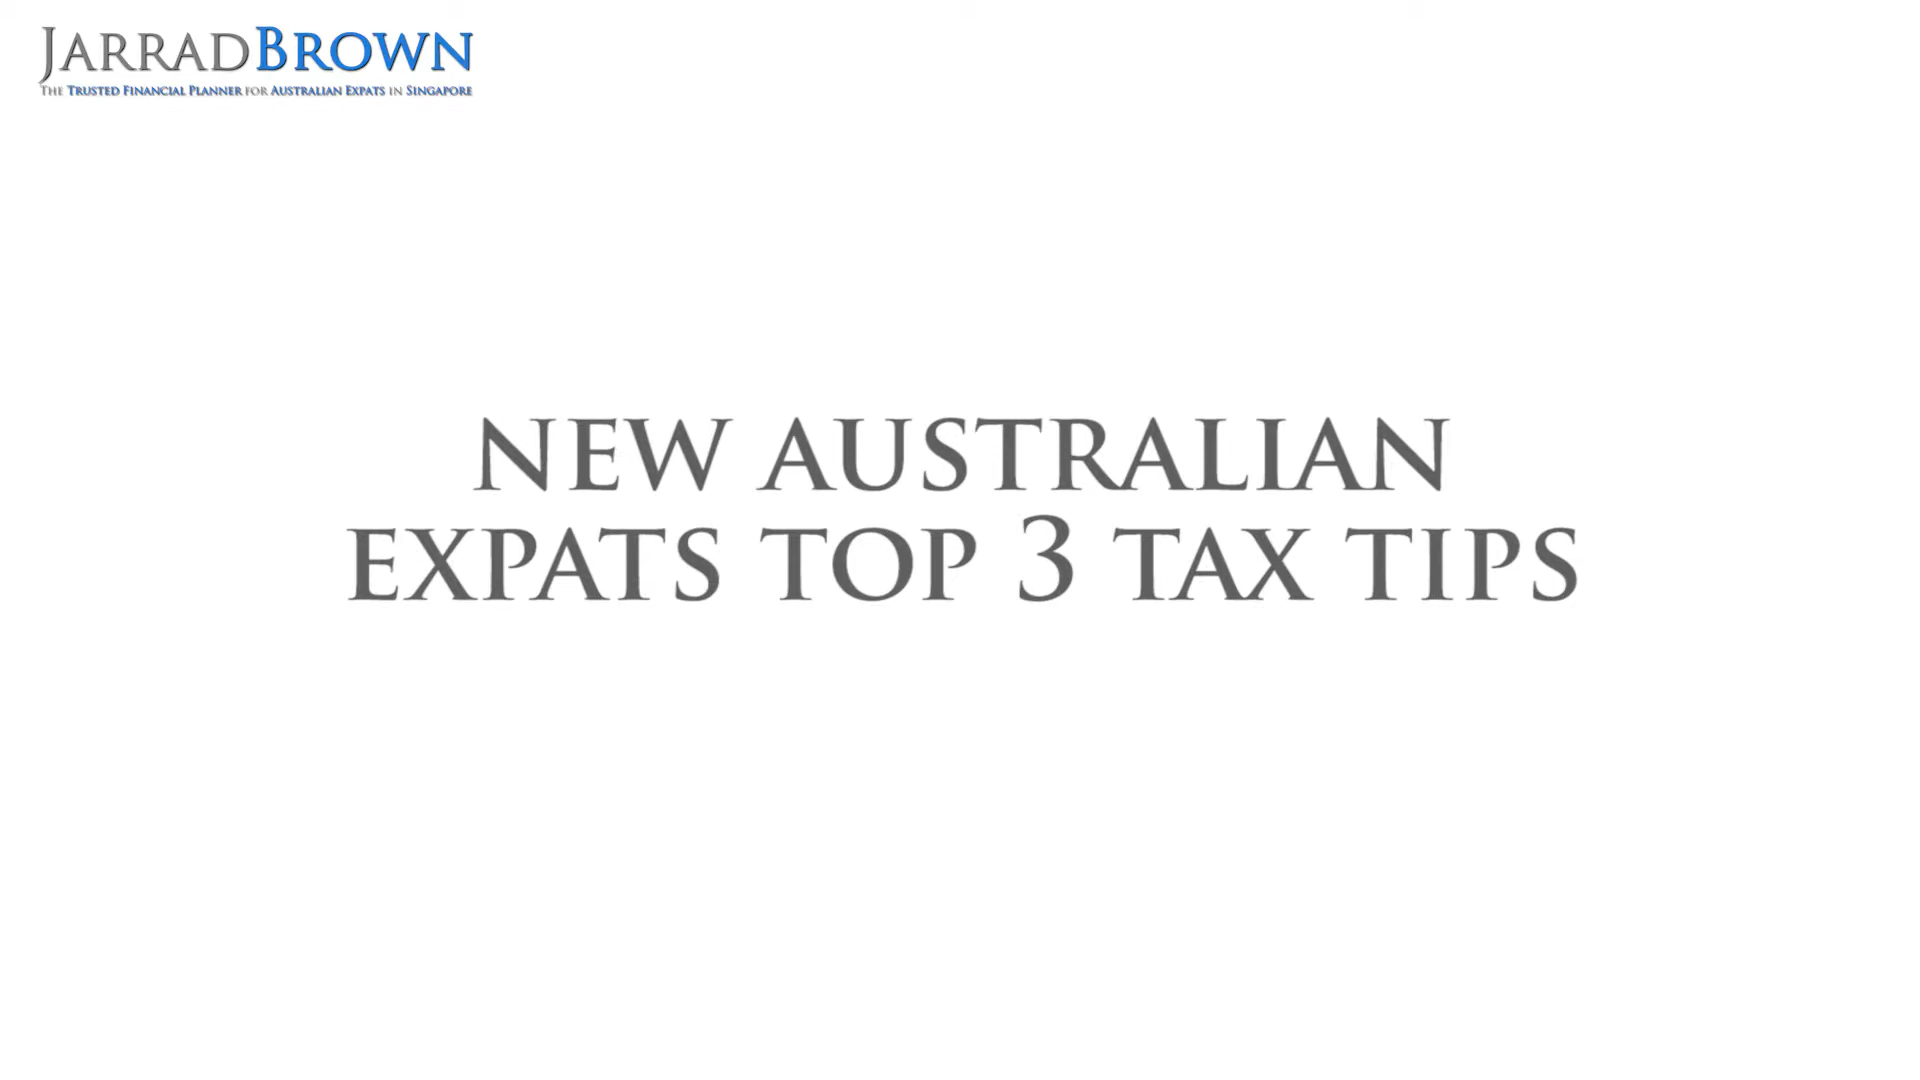 JARRADBROWN
THE TRUSTED FINANCIAL PLANNER FOR AUSTRALIAN EXPATS IN SINGAPORE
NEW AUSTRALIAN
EXPATS TOP 3 TAX TIPS